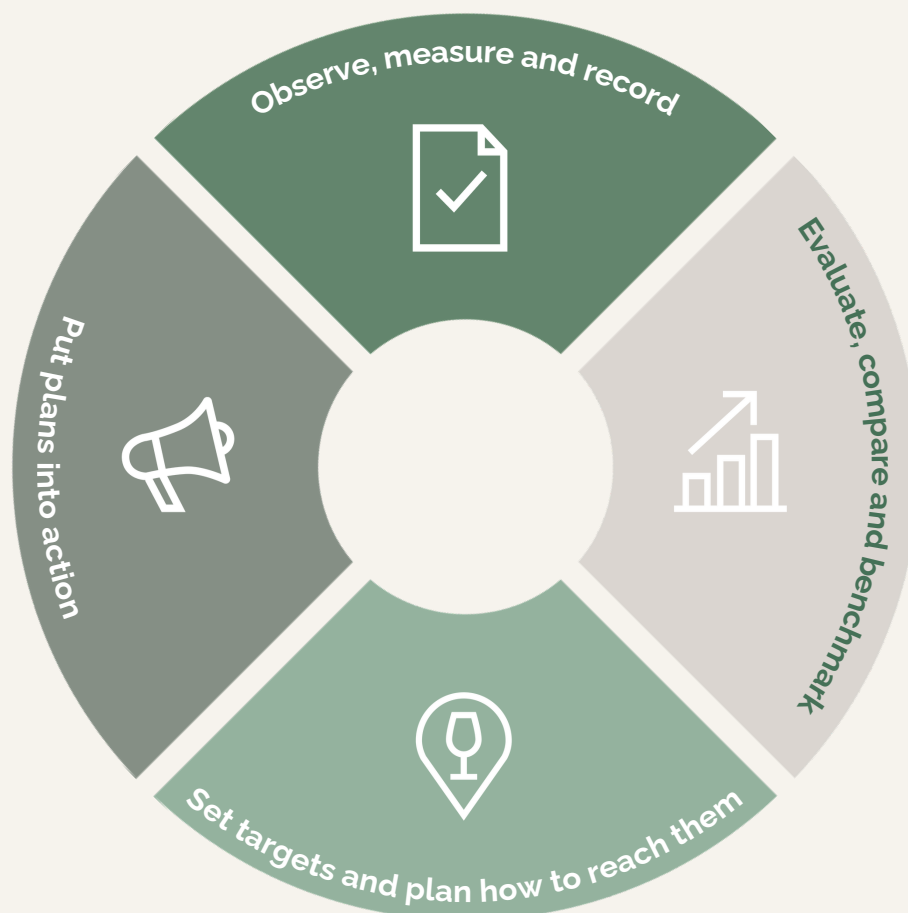 Observe, measure and record
Evaluate, compare and benchmark
Set targets and plan how to reach them
Put plans into action